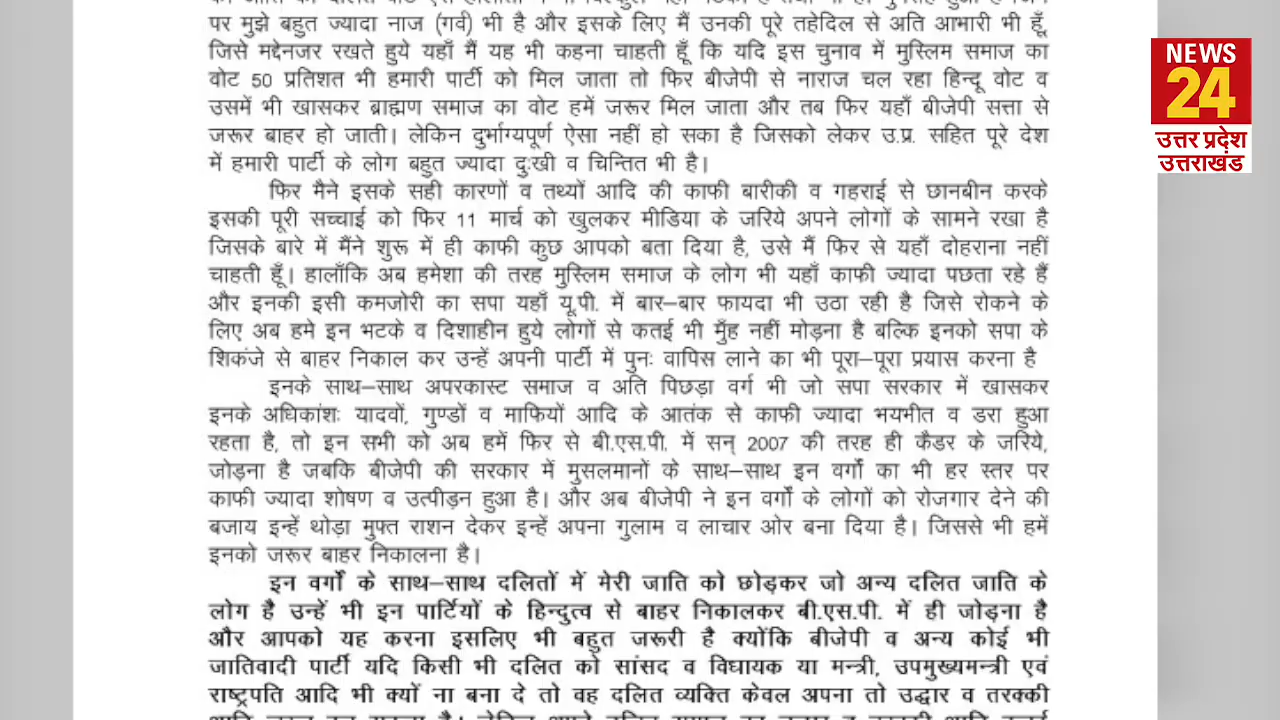 पर मुझे बहुत ज्यादा नाज (गर्व) भी है और इसके लिए मैं उनकी पूरे तहेदिल से अति आभारी भी हूँ,
जिसे मद्देनजर रखते हुये यहाँ मैं यह भी कहना चाहती हूँ कि यदि इस चुनाव में मुस्लिम समाज का
वोट 50 प्रतिशत भी हमारी पार्टी को मिल जाता तो फिर बीजेपी से नाराज चल रहा हिन्दू वोट व
उसमें भी खासकर ब्राह्मण समाज का वोट हमें जरूर मिल जाता और तब फिर यहाँ बीजेपी सत्ता से
जरूर बाहर हो जाती। लेकिन दुर्भाग्यपूर्ण ऐसा नहीं हो सका है जिसको लेकर उ.प्र. सहित पूरे देश
में हमारी पार्टी के लोग बहुत ज्यादा दुःखी व चिन्तित भी है।
फिर मैने इसके सही कारणों व तथ्यों आदि की काफी बारीकी व गहराई से छानबीन करके
इसकी पूरी सच्चाई को फिर 11 मार्च को खुलकर मीडिया के जरिये अपने लोगों के सामने रखा है
जिसके बारे में मैंने शुरू में ही काफी कुछ आपको बता दिया है, उसे मैं फिर से यहाँ दोहराना नहीं
चाहती हूँ। हालाँकि अब हमेशा की तरह मुस्लिम समाज के लोग भी यहाँ काफी ज्यादा पछता रहे हैं
और इनकी इसी कमजोरी का सपा यहाँ यू.पी. में बार–बार फायदा भी उठा रही है जिसे रोकने के
लिए अब हमे इन भटके व दिशाहीन हुये लोगों से कतई भी मुँह नहीं मोड़ना है बल्कि इनको सपा के
शिकंजे से बाहर निकाल कर उन्हें अपनी पार्टी में पुनः वापिस लाने का भी पूरा–पूरा प्रयास करना है
इनके साथ–साथ अपरकास्ट समाज व अति पिछड़ा वर्ग भी जो सपा सरकार में खासकर
इनके अधिकांशः यादवों, गुण्डों व माफियों आदि के आतंक से काफी ज्यादा भयभीत व डरा हुआ
रहता है, तो इन सभी को अब हमें फिर से बी.एस.पी. में सन् 2007 की तरह ही कैडर के जरिये,
जोड़ना है जबकि बीजेपी की सरकार में मुसलमानों के साथ–साथ इन वर्गों का भी हर स्तर पर
काफी ज्यादा शोषण व उत्पीड़न हुआ है। और अब बीजेपी ने इन वर्गों के लोगों को रोजगार देने की
बजाय इन्हें थोड़ा मुफ्त राशन देकर इन्हें अपना गुलाम व लाचार ओर बना दिया है। जिससे भी हमें
इनको जरूर बाहर निकालना है।
इन वर्गों के साथ–साथ दलितों में मेरी जाति को छोड़कर जो अन्य दलित जाति के
लोग है उन्हें भी इन पार्टियों के हिन्दुत्व से बाहर निकालकर बी.एस.पी. में ही जोड़ना है
और आपको यह करना इसलिए भी बहुत जरूरी है क्योंकि बीजेपी व अन्य कोई भी
जातिवादी पार्टी यदि किसी भी दलित को सांसद व विधायक या मन्त्री, उपमुख्यमन्त्री एवं
राष्ट्रपति आदि भी क्यों ना बना दे तो वह दलित व्यक्ति केवल अपना तो उद्धार व तरक्की
NEWS
24
उत्तर प्रदेश
उत्तराखंड